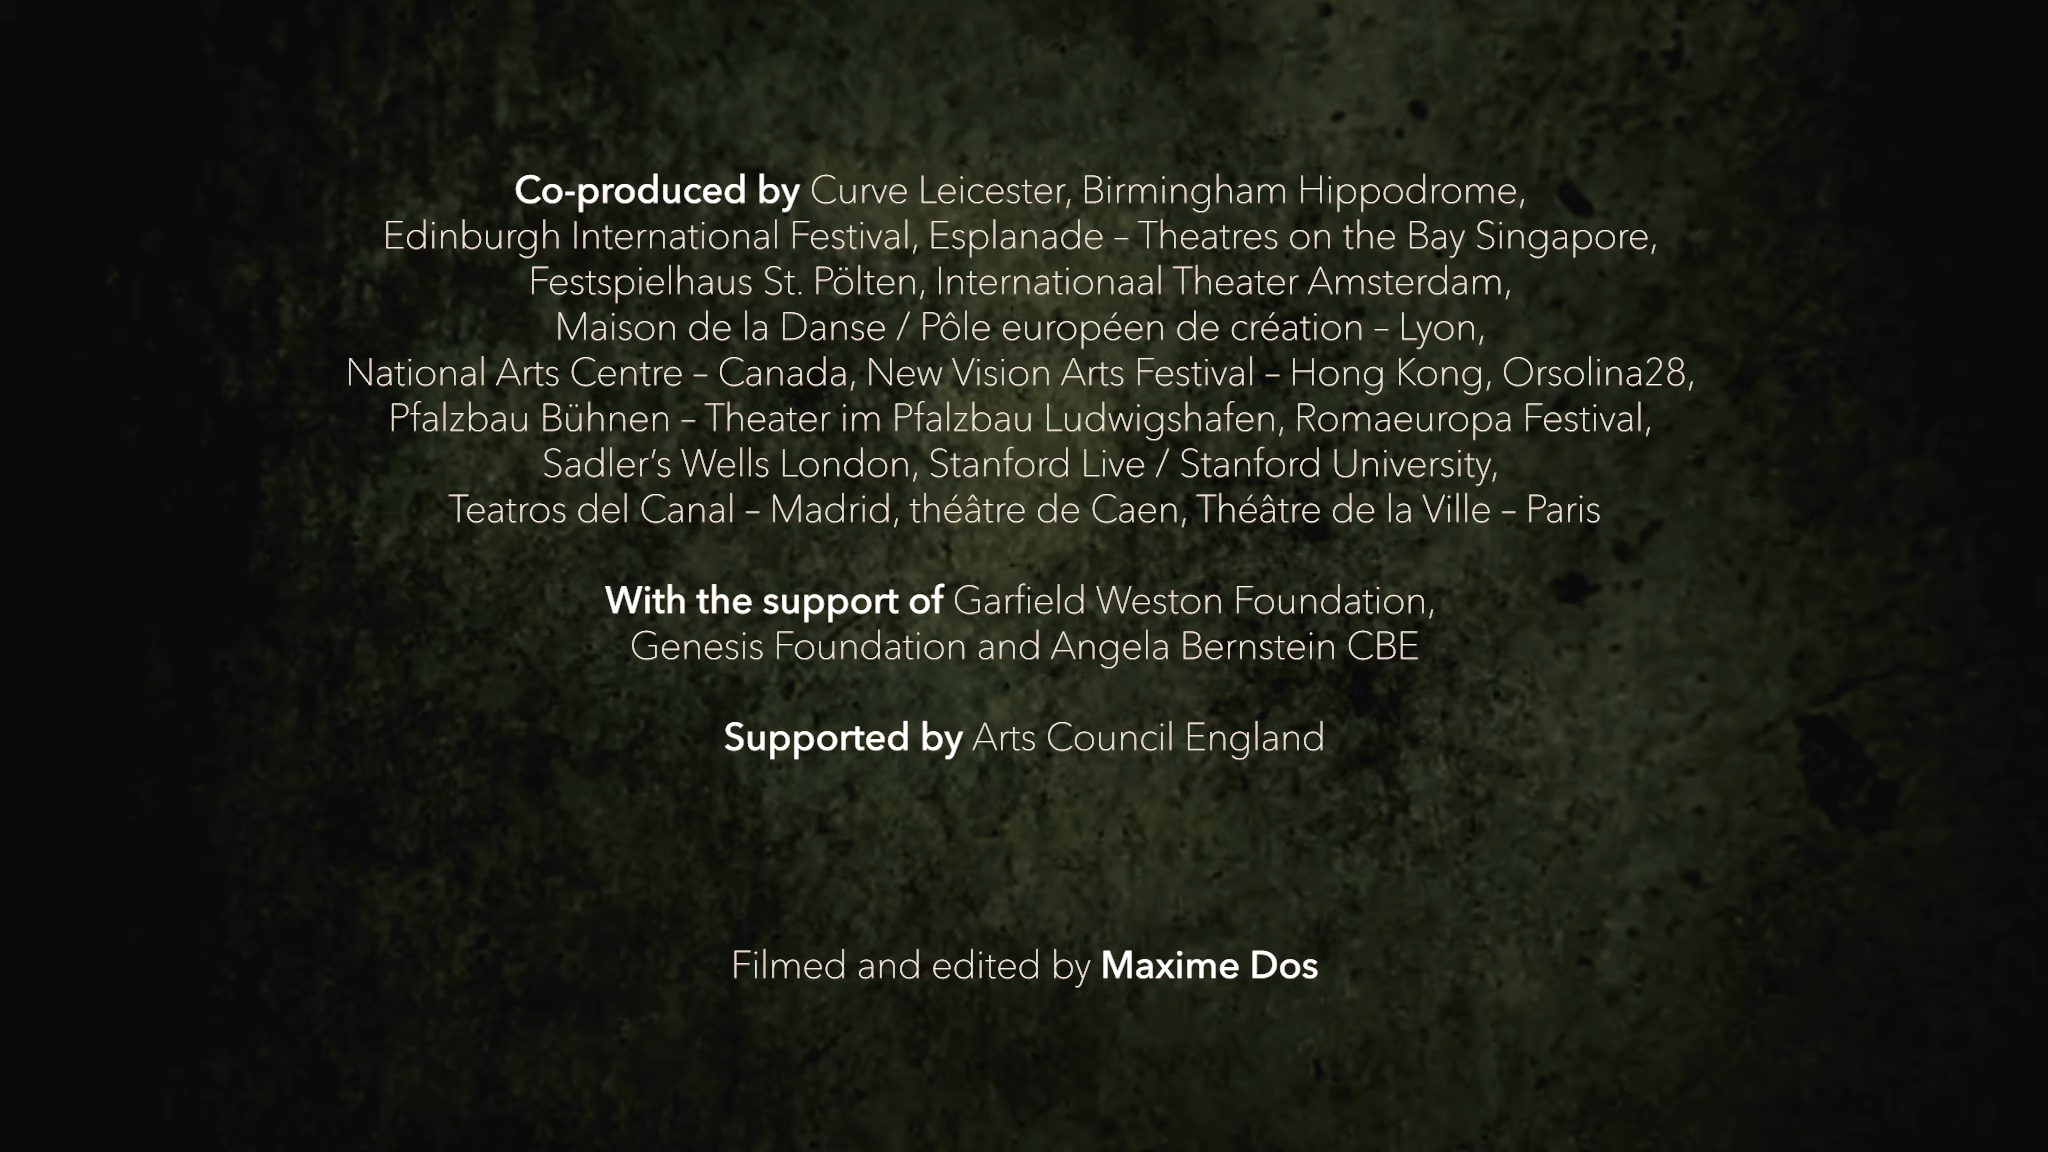 Co-produced by Curve Leicester, Birmingham Hippodrome,
Edinburgh International Festival, Esplanade – Theatres on the Bay Singapore,
Festspielhaus St. Pölten, Internationaal Theater Amsterdam,
Maison de la Danse / Pôle européen de création – Lyon,
National Arts Centre – Canada, New Vision Arts Festival – Hong Kong, Orsolina28,
Pfalzbau Bühnen – Theater im Pfalzbau Ludwigshafen, Romaeuropa Festival,
Sadler’s Wells London, Stanford Live / Stanford University,
Teatros del Canal – Madrid, théâtre de Caen, Théâtre de la Ville – Paris
With the support of Garfield Weston Foundation,
Genesis Foundation and Angela Bernstein CBE
Supported by Arts Council England
Filmed and edited by Maxime Dos